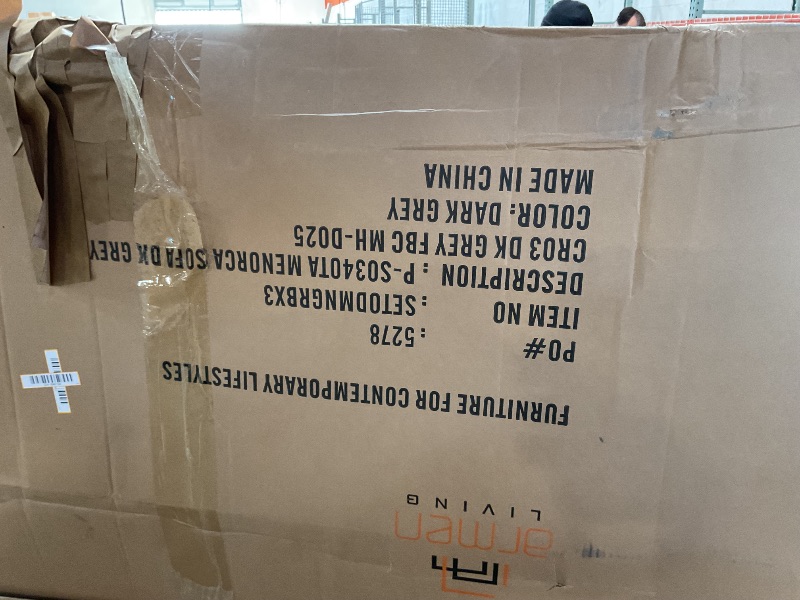 armen
LIVING
FURNITURE FOR CONTEMPORARY LIFESTYLES
PO# : 5278
ITEM NO : SETODMNGRBX3
DESCRIPTION : P-S0340TA MENORCA SOFA DK GREY
CR03 DK GREY FBC MH-D025
COLOR: DARK GREY
MADE IN CHINA